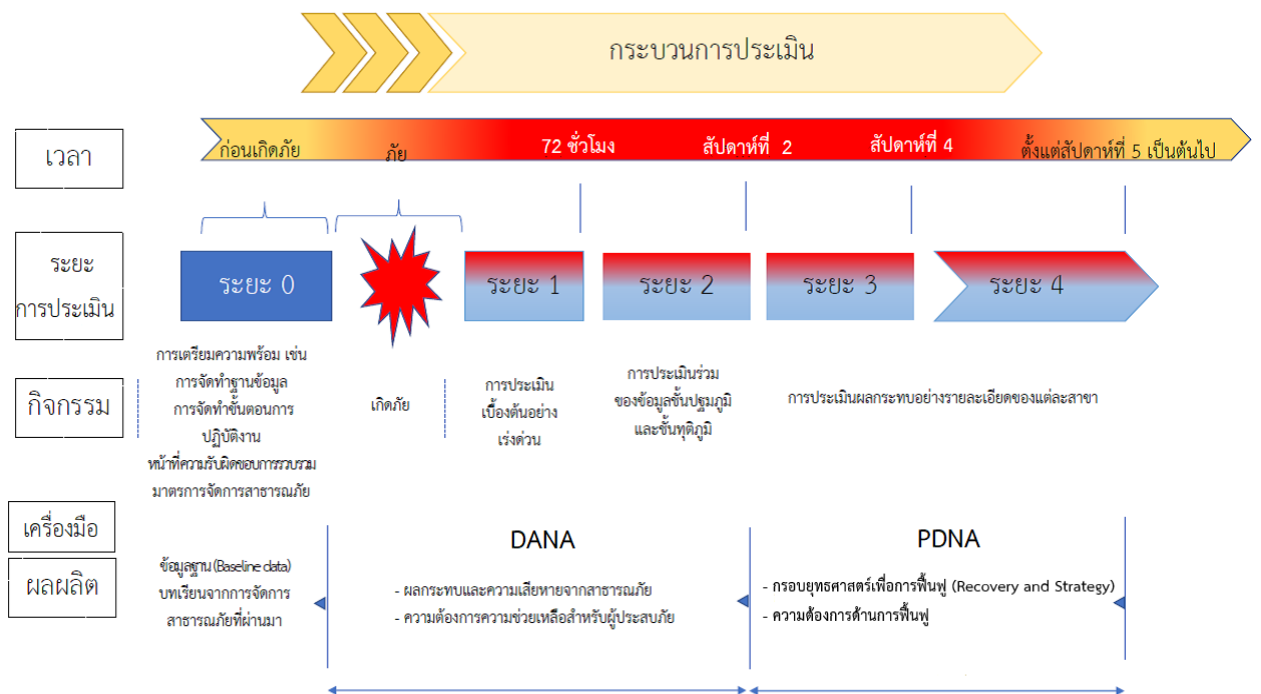 กระบวนการประเมิน
เวลา
ก่อนเกิดภัย
ภัย
72 ชั่วโมง
สัปดาห์ที่ 2
สัปดาห์ที่ 4
ตั้งแต่สัปดาห์ที่ 5 เป็นต้นไป
ระยะ
การประเมิน
ระยะ 0
ระยะ 1
ระยะ 2
ระยะ 3
ระยะ 4
กิจกรรม
การเตรียมความพร้อม เช่น
การจัดทำฐานข้อมูล
การจัดทำขั้นตอนการ
ปฏิบัติงาน
หน้าที่ความรับผิดชอบการรวบรวม
มาตรการจัดการสาธารณภัย
เกิดภัย
การประเมิน
เบื้องต้นอย่าง
เร่งด่วน
การประเมินร่วม
ของข้อมูลชั้นปฐมภูมิ
และชั้นทุติภูมิ
การประเมินผลกระทบอย่างรายละเอียดของแต่ละสาขา
เครื่องมือ
DANA
PDNA
ผลผลิต
ข้อมูลฐาน (Baseline data)
บทเรียนจากการจัดการ
สาธารณภัยที่ผ่านมา
- ผลกระทบและความเสียหายจากสาธารณภัย
- ความต้องการความช่วยเหลือสำหรับผู้ประสบภัย
- กรอบยุทธศาสตร์เพื่อการฟื้นฟู (Recovery and Strategy)
- ความต้องการด้านการฟื้นฟู